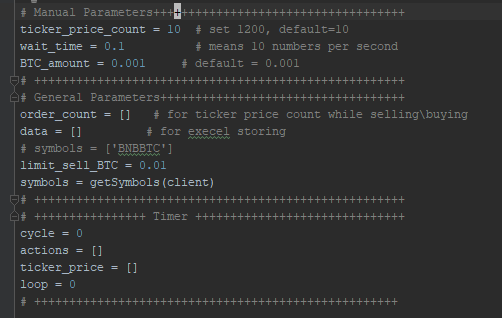 # Manual Parameters+++++++++++++++++++++++++++++++++++++
ticker_price_count = 10  # set 1200, default=10
wait_time = 0.1           # means 10 numbers per second
BTC_amount = 0.001     # default = 0.001
# ++++++++++++++++++++++++++++++++++++++++++++++++++++++
# General Parameters++++++++++++++++++++++++++++++++++++
order_count = []   # for ticker price count while selling\buying
data = []          # for execel storing
# symbols = ['BNBBTC']
limit_sell_BTC = 0.01
symbols = getSymbols(client)
# ++++++++++++++++++++++++++++++++++++++++++++++++++++++
# ++++++++++++++++ Timer +++++++++++++++++++++++++++++++
cycle = 0
actions = []
ticker_price = []
loop = 0
# +++++++++++++++++++++++++++++++++++++++++++++++++++++